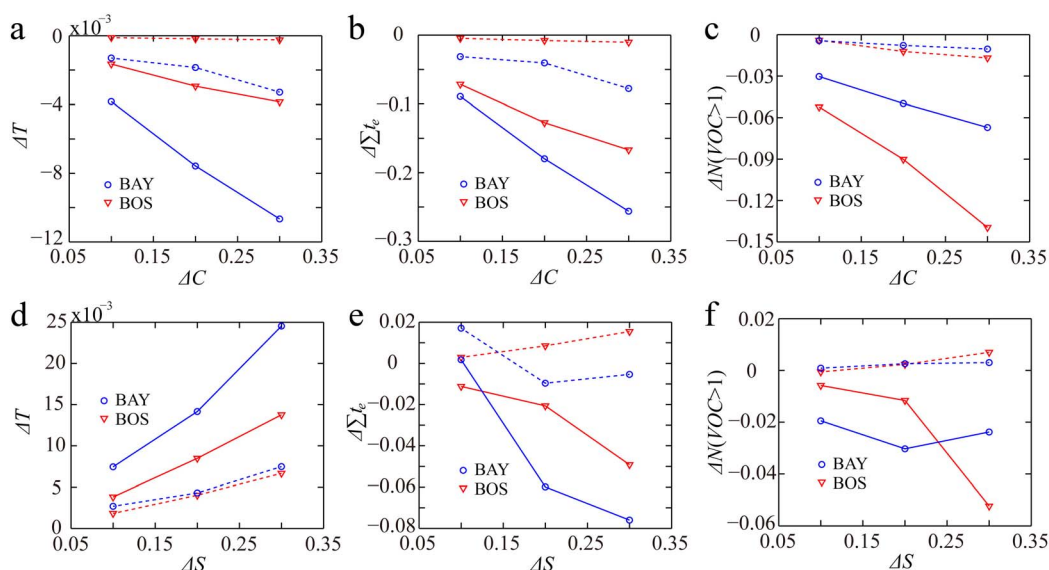 a
×10⁻³
0
−4
−8
−12
ΔT
BAY
BOS
0.05
0.15
0.25
0.35
ΔC
b
0
−0.1
−0.2
−0.3
ΔΣtₑ
BAY
BOS
0.05
0.15
0.25
0.35
ΔC
c
0
−0.03
−0.06
−0.09
−0.12
−0.15
ΔN(VOC>1)
BAY
BOS
0.05
0.15
0.25
0.35
ΔC
d
×10⁻³
25
20
15
10
5
0
ΔT
BAY
BOS
0.05
0.15
0.25
0.35
ΔS
e
0.02
0
−0.02
−0.04
−0.06
−0.08
ΔΣtₑ
BAY
BOS
0.05
0.15
0.25
0.35
ΔS
f
0.02
0
−0.02
−0.04
−0.06
ΔN(VOC>1)
BAY
BOS
0.05
0.15
0.25
0.35
ΔS